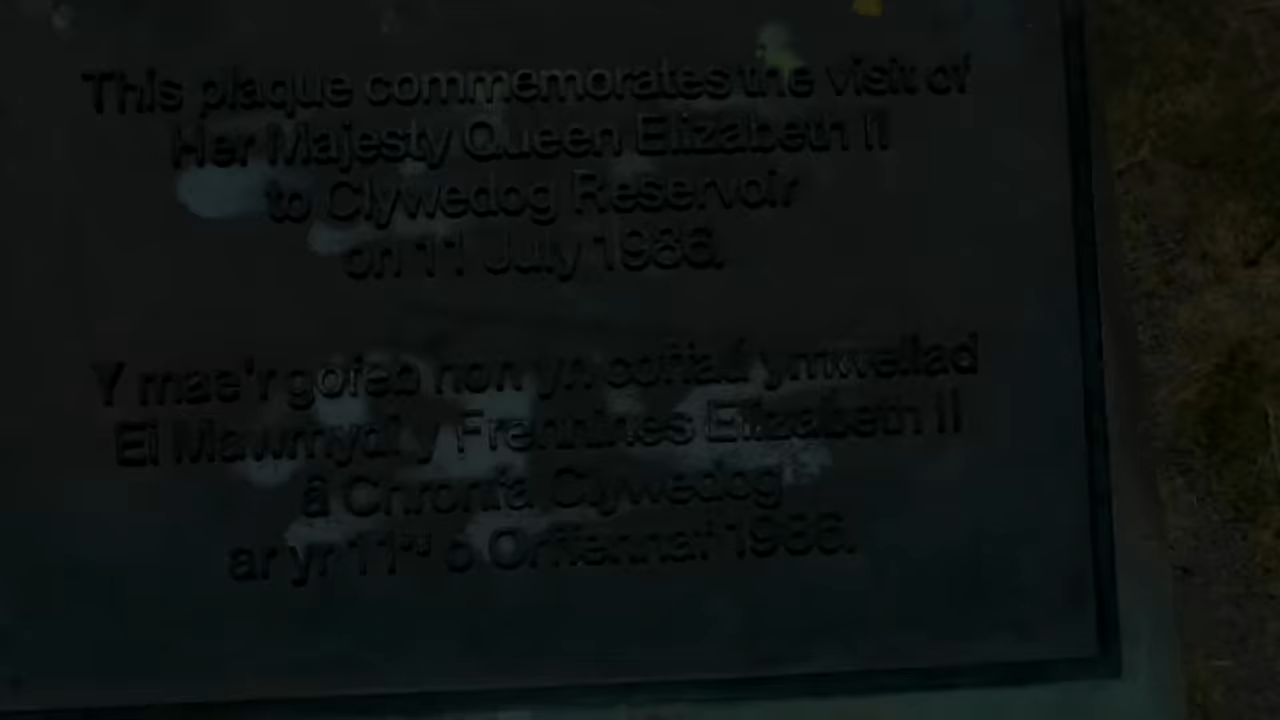 This plaque commemorates the visit of
Her Majesty Queen Elizabeth II
to Clywedog Reservoir
on 11 July 1986.
Y mae'r gofeb hon yn coffáu ymweliad
Ei Mawrhydi y Frenhines Elizabeth II
â Chronfa Clywedog
ar yr 11eg o Orffennaf 1986.